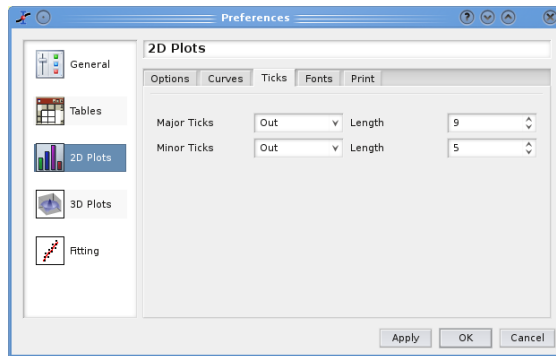 Preferences
General
Tables
2D Plots
3D Plots
Fitting
2D Plots
Options Curves Ticks Fonts Print
Major Ticks Out Length 9
Minor Ticks Out Length 5
Apply OK Cancel